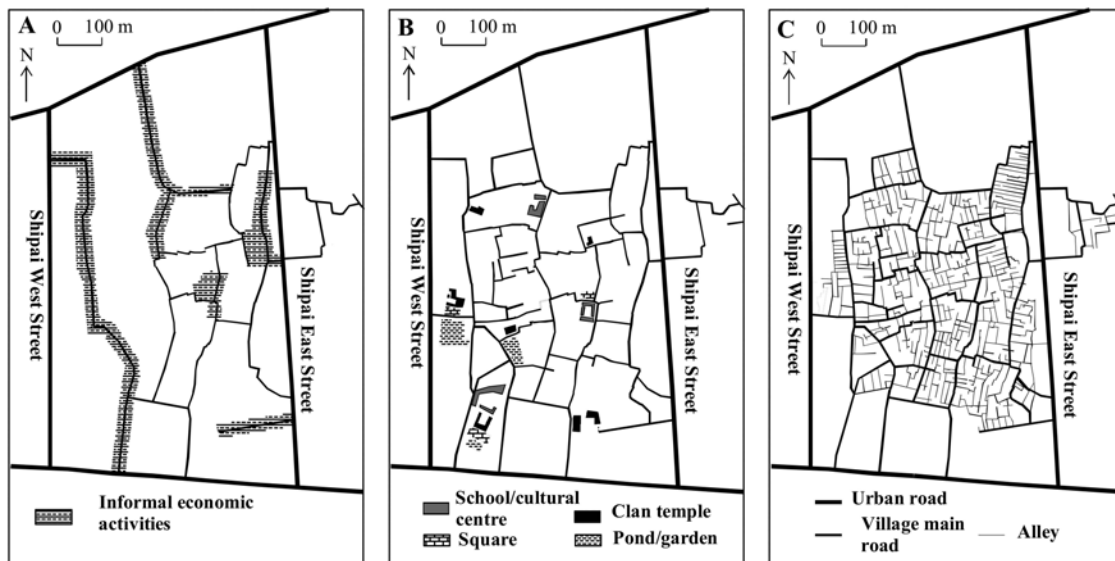 A
0 100 m
N
Shipai West Street
Shipai East Street
Informal economic
activities
B
0 100 m
N
Shipai West Street
Shipai East Street
School/cultural
centre
Clan temple
Square
Pond/garden
C
0 100 m
N
Shipai West Street
Shipai East Street
Urban road
Village main
road
Alley